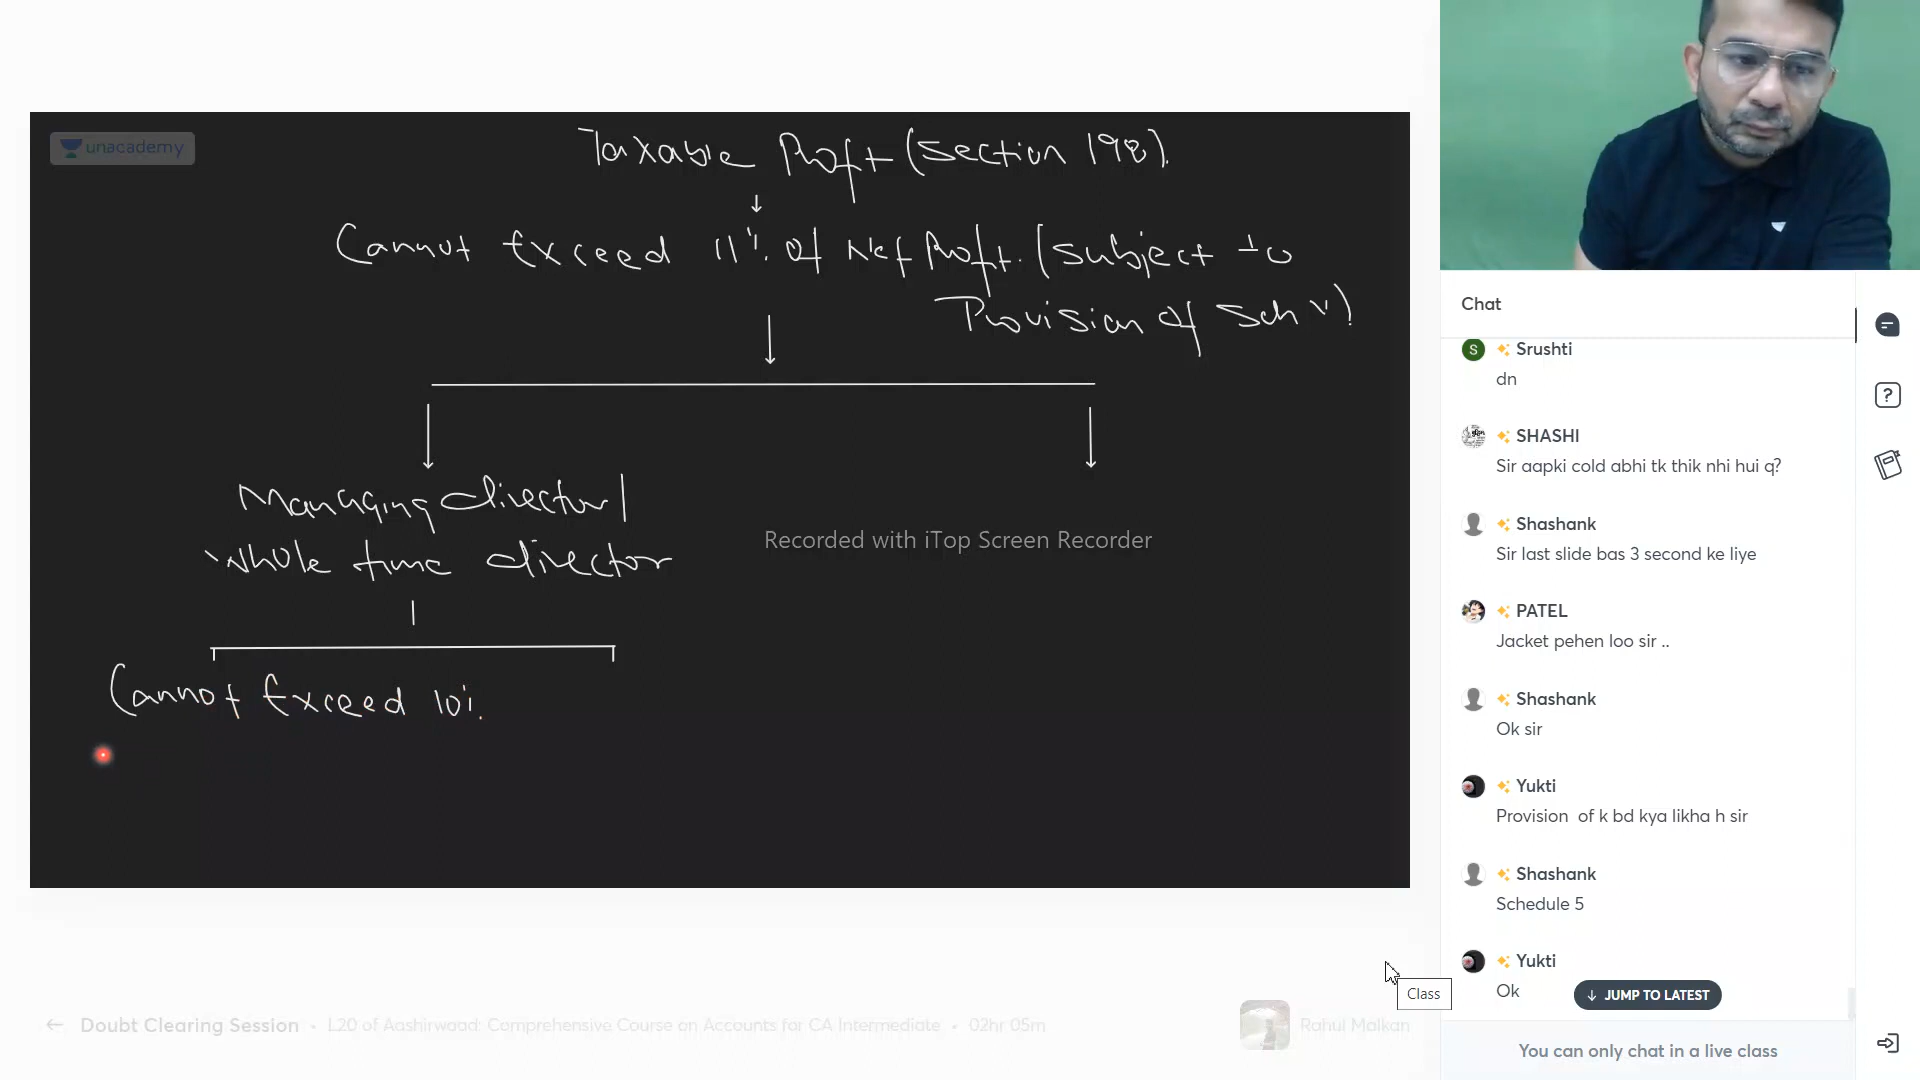 unacademy
Taxable Profit (Section 198).
Cannot Exceed 11% Of Net Profit. (Subject to
Provision of Sch V)
Managing director/
Whole time director
Cannot Exceed 10%.
Recorded with iTop Screen Recorder
Chat
S Srushti
dn
SHASHI
Sir aapki cold abhi tk thik nhi hui q?
Shashank
Sir last slide bas 3 second ke liye
PATEL
Jacket pehen loo sir ..
Shashank
Ok sir
Yukti
Provision of k bd kya likha h sir
Shashank
Schedule 5
Yukti
Ok
JUMP TO LATEST
You can only chat in a live class
?
Class
Doubt Clearing Session • L20 of Aashirwaad: Comprehensive Course on Accounts for CA Intermediate • 02hr 05m
Rahul Malkan